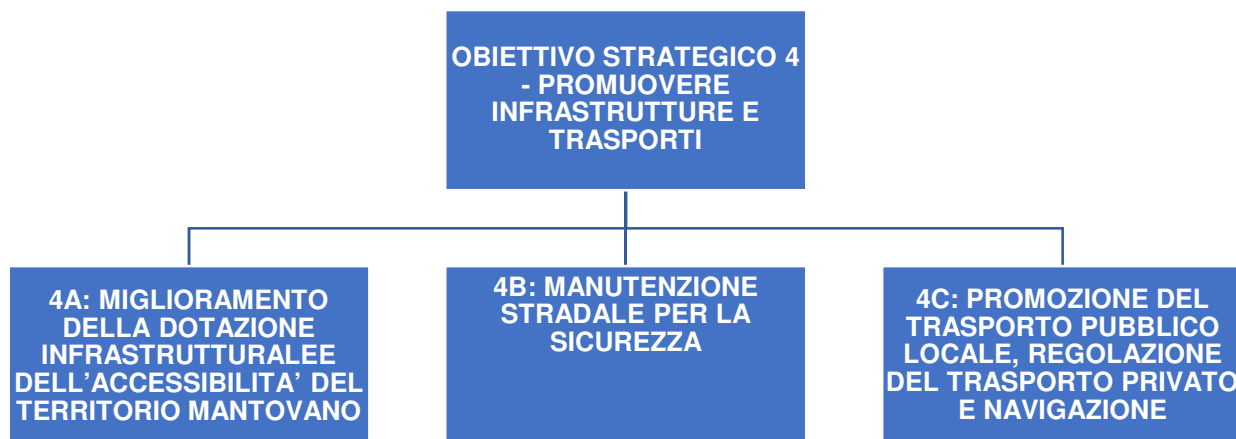 OBIETTIVO STRATEGICO 4
- PROMUOVERE
INFRASTRUTTURE E
TRASPORTI
4A: MIGLIORAMENTO
DELLA DOTAZIONE
INFRASTRUTTURALEE
DELL’ACCESSIBILITA’ DEL
TERRITORIO MANTOVANO
4B: MANUTENZIONE
STRADALE PER LA
SICUREZZA
4C: PROMOZIONE DEL
TRASPORTO PUBBLICO
LOCALE, REGOLAZIONE
DEL TRASPORTO PRIVATO
E NAVIGAZIONE